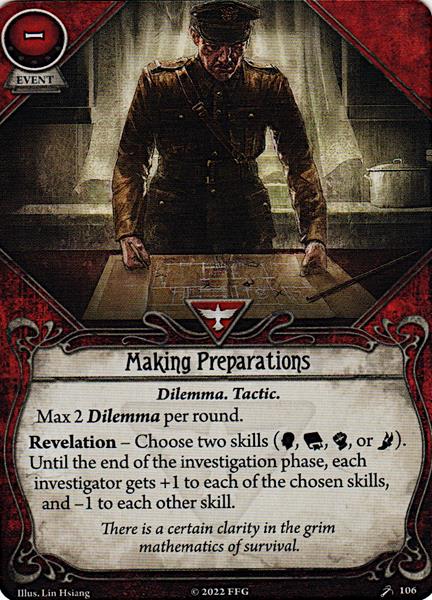 –
EVENT
Making Preparations
Dilemma. Tactic.
Max 2 Dilemma per round.
Revelation – Choose two skills ( , , , or ).
Until the end of the investigation phase, each
investigator gets +1 to each of the chosen skills,
and –1 to each other skill.
There is a certain clarity in the grim
mathematics of survival.
Illus. Lin Hsiang
© 2022 FFG
106